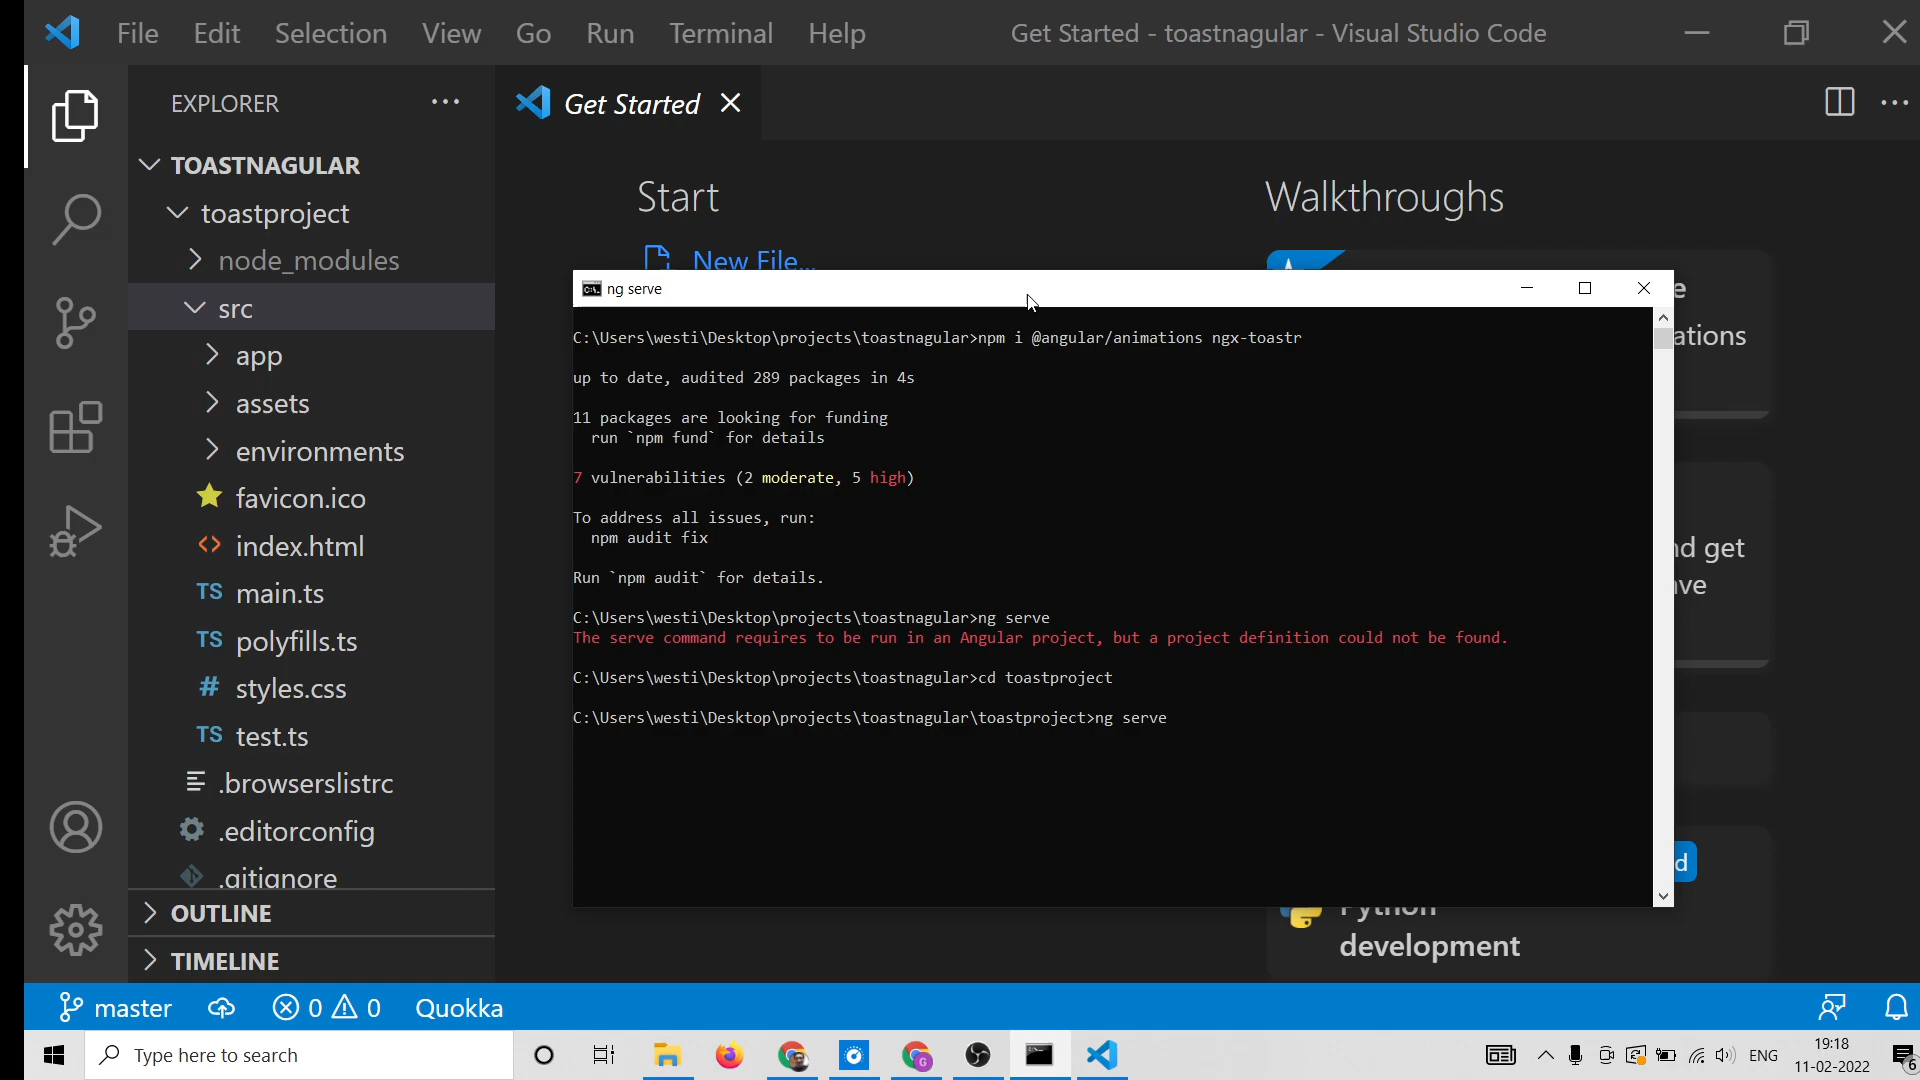 File Edit Selection View Go Run Terminal Help
Get Started - toastnagular - Visual Studio Code
EXPLORER
Get Started
TOASTNAGULAR
toastproject
node_modules
src
app
assets
environments
favicon.ico
index.html
TS main.ts
TS polyfills.ts
# styles.css
TS test.ts
.browserslistrc
.editorconfig
.gitignore
OUTLINE
TIMELINE
Start
New File...
Walkthroughs
ations
nd get
development
ng serve
C:\Users\westi\Desktop\projects\toastnagular>npm i @angular/animations ngx-toastr
up to date, audited 289 packages in 4s
11 packages are looking for funding
run `npm fund` for details
7 vulnerabilities (2 moderate, 5 high)
To address all issues, run:
npm audit fix
Run `npm audit` for details.
C:\Users\westi\Desktop\projects\toastnagular>ng serve
The serve command requires to be run in an Angular project, but a project definition could not be found.
C:\Users\westi\Desktop\projects\toastnagular>cd toastproject
C:\Users\westi\Desktop\projects\toastnagular\toastproject>ng serve
master 0 0 Quokka
Type here to search
ENG
19:18
11-02-2022
6